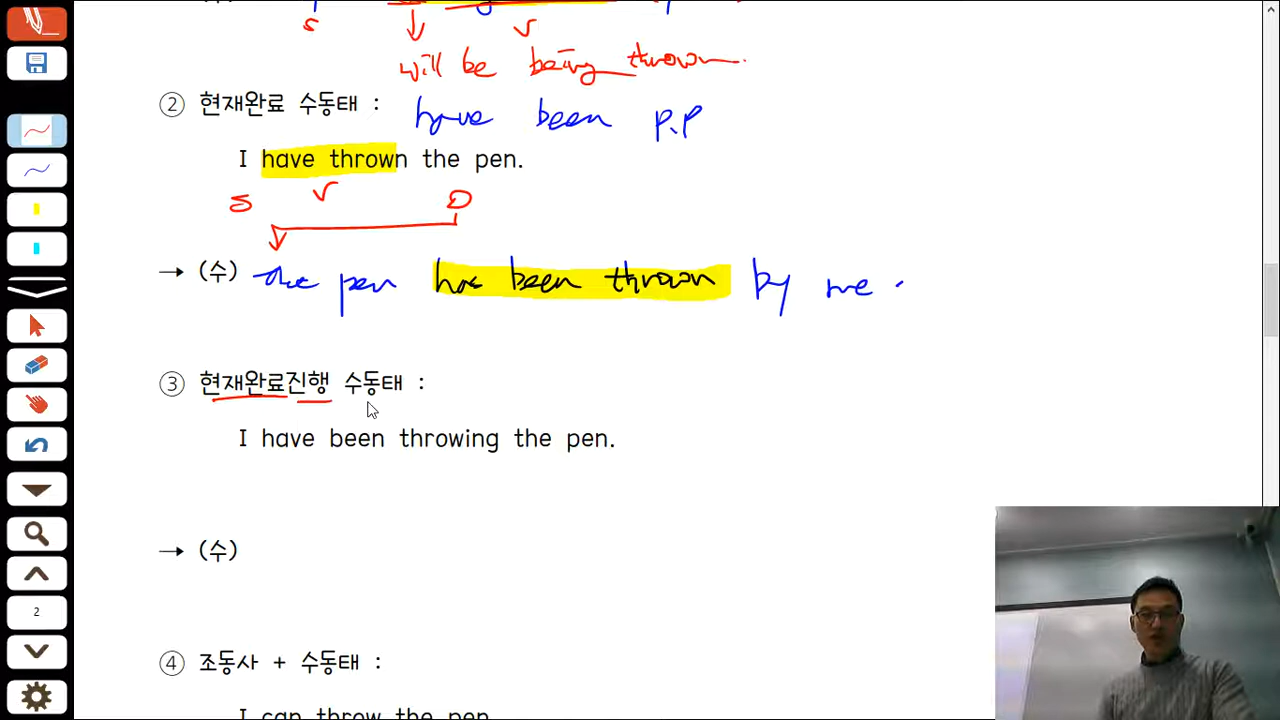 S V
will be being thrown.
② 현재완료 수동태 : have been P.P
I have thrown the pen.
S V O
→ (수) the pen has been thrown by me.
③ 현재완료진행 수동태 :
I have been throwing the pen.
→ (수)
2
④ 조동사 + 수동태 :
I can throw the pen